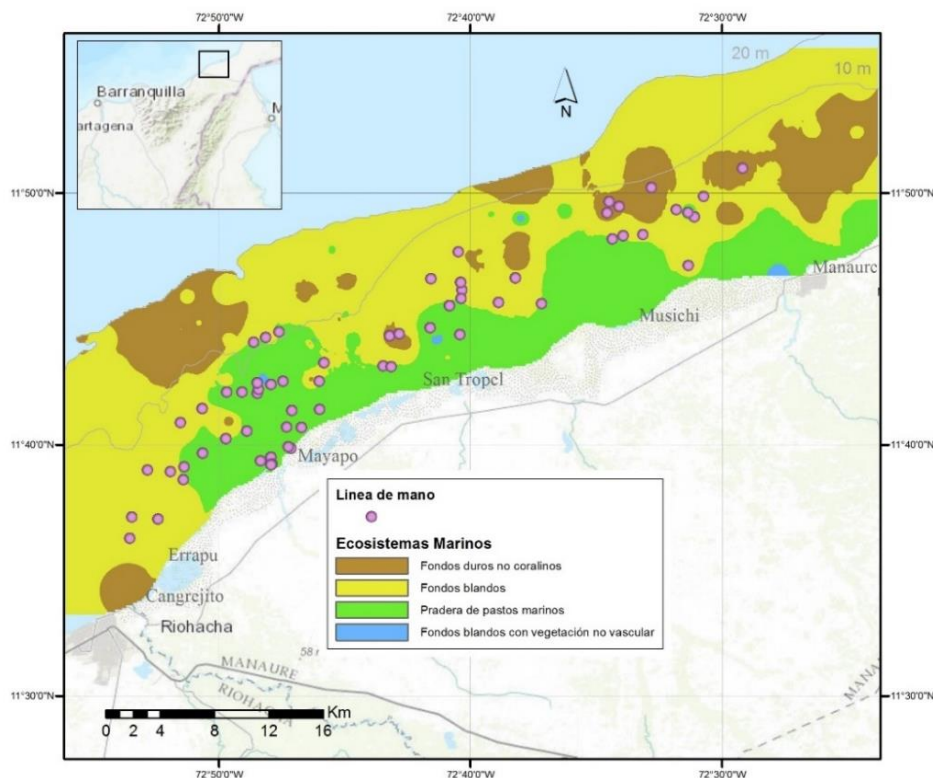 72°50'0"W 72°40'0"W 72°30'0"W
20 m
10 m
Barranquilla
M
artagena
N
11°50'0"N 11°50'0"N
Manaure
Musichi
San Tropel
11°40'0"N 11°40'0"N
Mayapo
Linea de mano
Ecosistemas Marinos
Fondos duros no coralinos
Fondos blandos
Pradera de pastos marinos
Fondos blandos con vegetación no vascular
Errapu
Cangrejito
Riohacha
58
MANAURE
RIOHACHA
MANA
11°30'0"N 11°30'0"N
Km
0 2 4 8 12 16
72°50'0"W 72°40'0"W 72°30'0"W